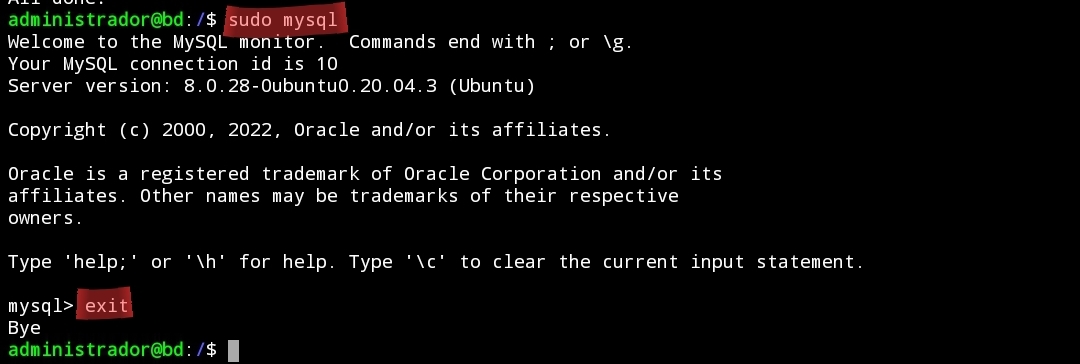 All done!
administrador@bd:/$ sudo mysql
Welcome to the MySQL monitor.  Commands end with ; or \g.
Your MySQL connection id is 10
Server version: 8.0.28-0ubuntu0.20.04.3 (Ubuntu)
Copyright (c) 2000, 2022, Oracle and/or its affiliates.
Oracle is a registered trademark of Oracle Corporation and/or its
affiliates. Other names may be trademarks of their respective
owners.
Type 'help;' or '\h' for help. Type '\c' to clear the current input statement.
mysql> exit
Bye
administrador@bd:/$